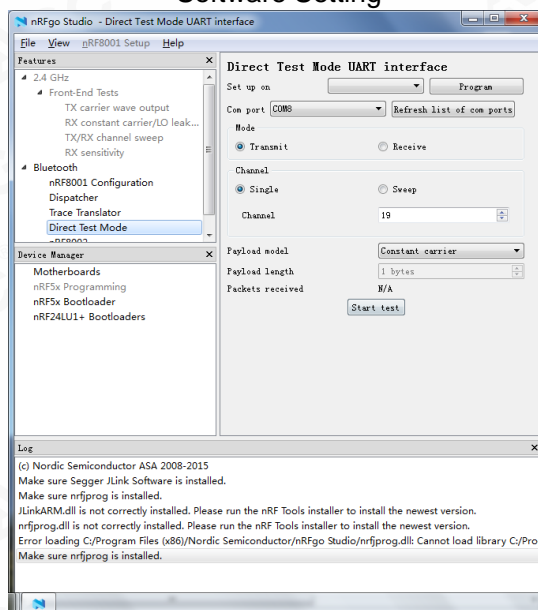 Software Setting
nRFgo Studio - Direct Test Mode UART interface
File View nRF8001 Setup Help
Features
2.4 GHz
Front-End Tests
TX carrier wave output
RX constant carrier/LO leak...
TX/RX channel sweep
RX sensitivity
Bluetooth
nRF8001 Configuration
Dispatcher
Trace Translator
Direct Test Mode
nRF8002
Device Manager
Motherboards
nRF5x Programming
nRF5x Bootloader
nRF24LU1+ Bootloaders
Direct Test Mode UART interface
Set up on Program
Com port COM8 Refresh list of com ports
Mode
Transmit Receive
Channel
Single Sweep
Channel 19
Payload model Constant carrier
Payload length 1 bytes
Packets received N/A
Start test
Log
(c) Nordic Semiconductor ASA 2008-2015
Make sure Segger JLink Software is installed.
Make sure nrfjprog is installed.
JLinkARM.dll is not correctly installed. Please run the nRF Tools installer to install the newest version.
nrfjprog.dll is not correctly installed. Please run the nRF Tools installer to install the newest version.
Error loading C:/Program Files (x86)/Nordic Semiconductor/nRFgo Studio/nrfjprog.dll: Cannot load library C:/Pro
Make sure nrfjprog is installed.